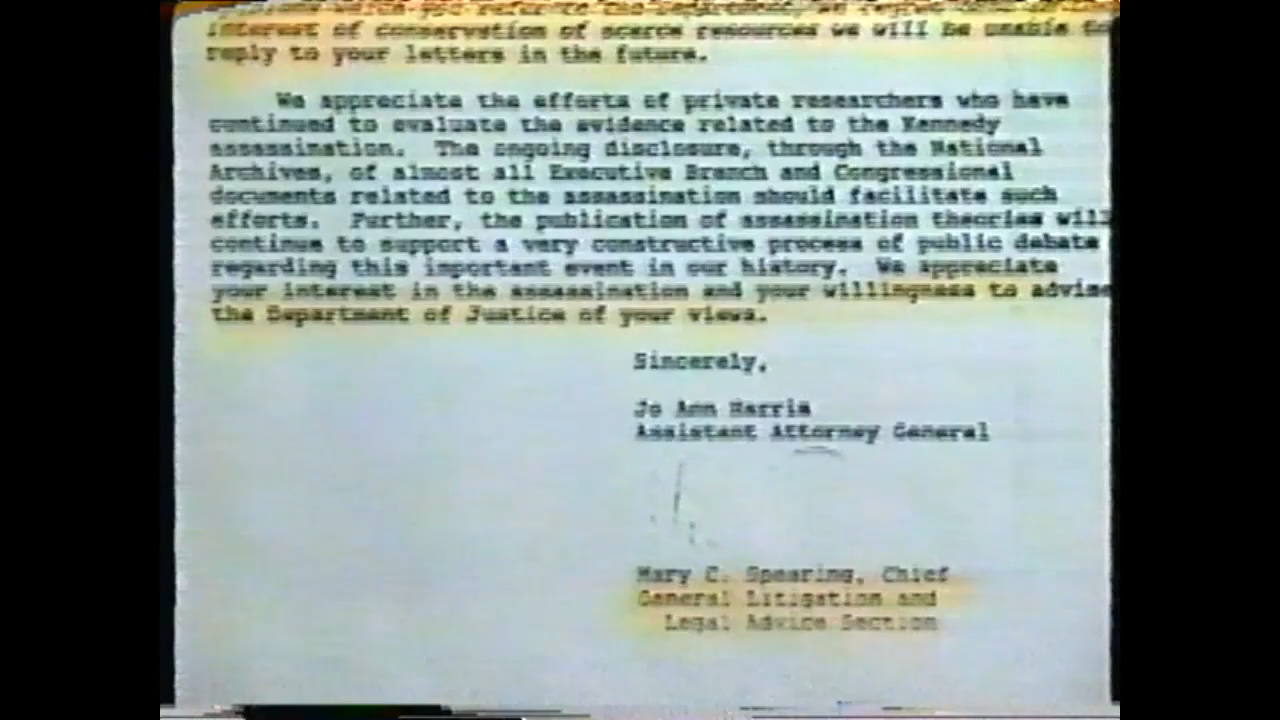 interest of conservation of scarce resources we will be unable to
reply to your letters in the future.
We appreciate the efforts of private researchers who have
continued to evaluate the evidence related to the Kennedy
assassination. The ongoing disclosure, through the National
Archives, of almost all Executive Branch and Congressional
documents related to the assassination should facilitate such
efforts. Further, the publication of assassination theories will
continue to support a very constructive process of public debate
regarding this important event in our history. We appreciate
your interest in the assassination and your willingness to advise
the Department of Justice of your views.
Sincerely,
Jo Ann Harris
Assistant Attorney General
Mary C. Spearing, Chief
General Litigation and
Legal Advice Section